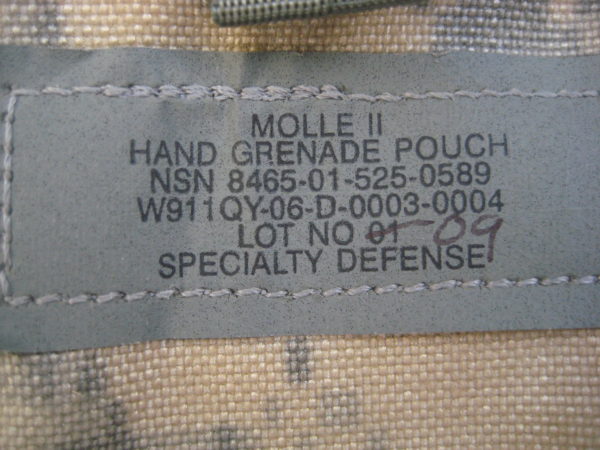 MOLLE II
HAND GRENADE POUCH
NSN 8465-01-525-0589
W911QY-06-D-0003-0004
LOT NO 01 09
SPECIALTY DEFENSE